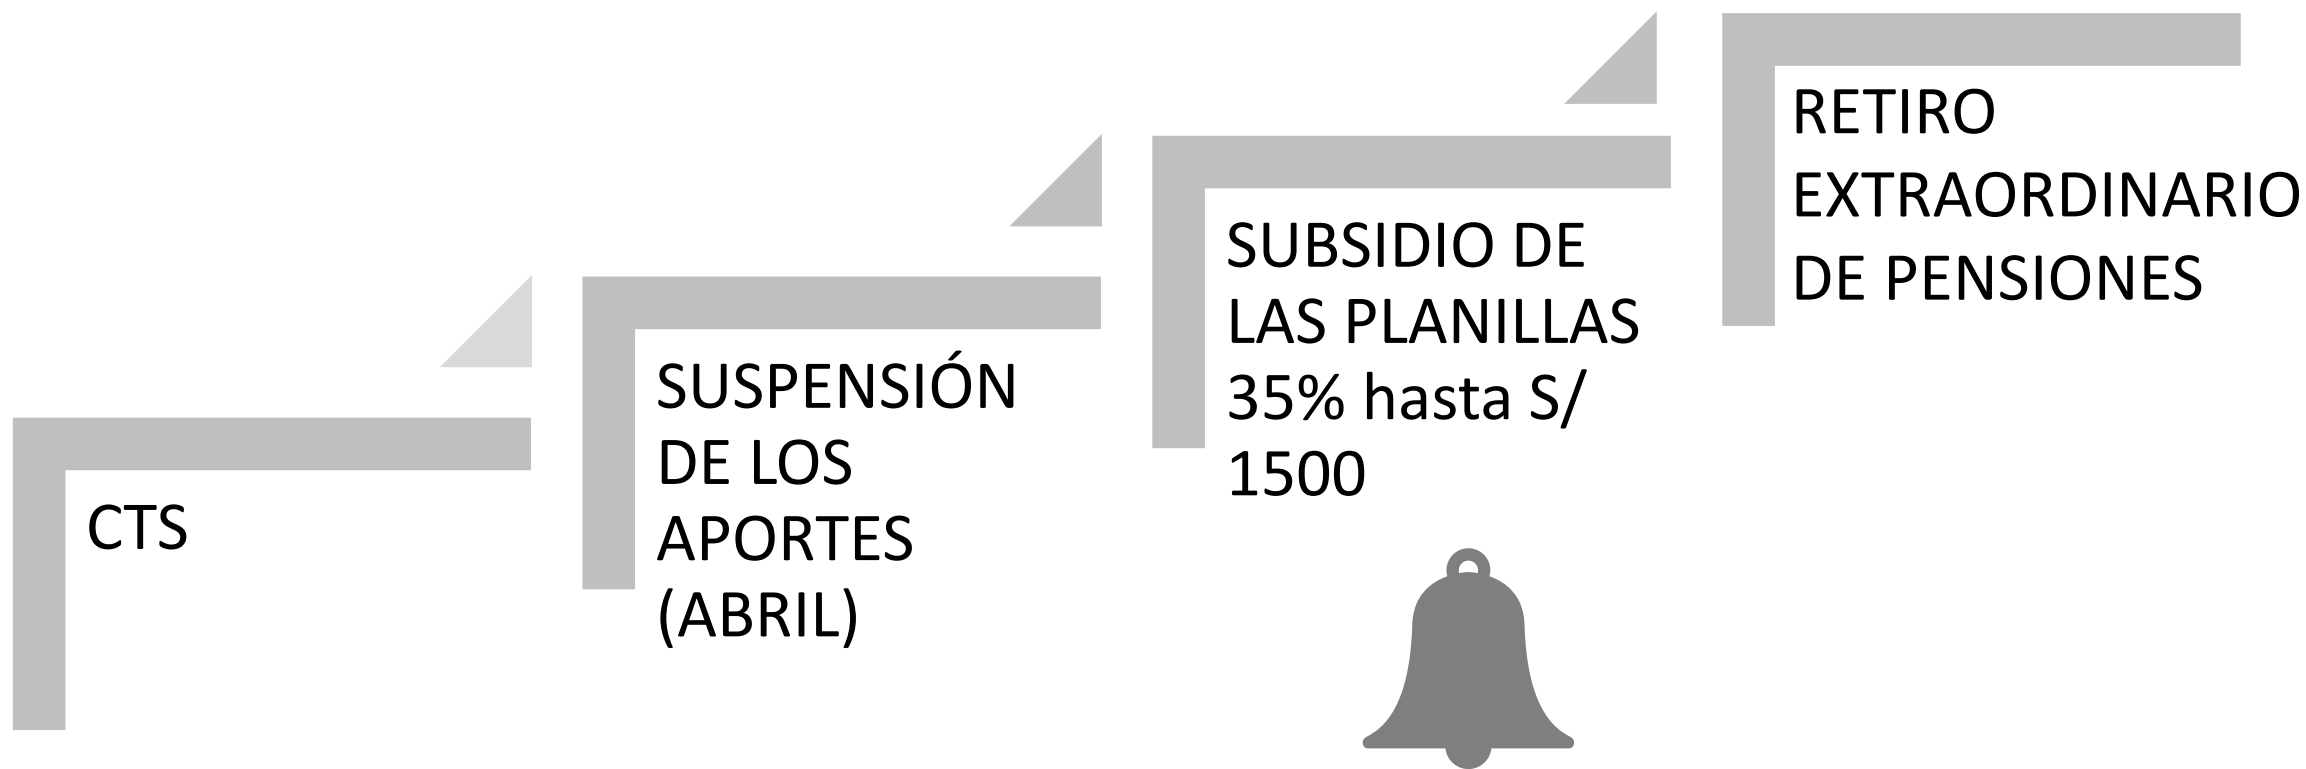 CTS
SUSPENSIÓN
DE LOS
APORTES
(ABRIL)
SUBSIDIO DE
LAS PLANILLAS
35% hasta S/
1500
RETIRO
EXTRAORDINARIO
DE PENSIONES